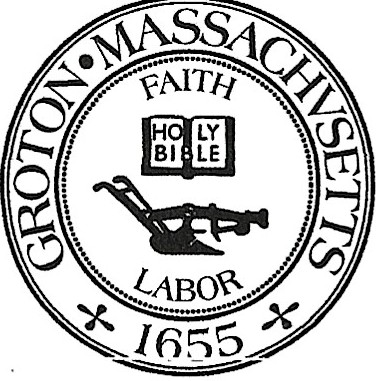 GROTON • MASSACHVSETTS
FAITH
HOLY
BIBLE
LABOR
1655